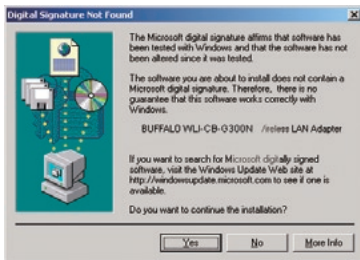 Digital Signature Not Found
The Microsoft digital signature affirms that software has
been tested with Windows and that the software has not
been altered since it was tested.
The software you are about to install does not contain a
Microsoft digital signature. Therefore, there is no
guarantee that this software works correctly with
Windows.
BUFFALO WLI-CB-G300N /ireless LAN Adapter
If you want to search for Microsoft digitally signed
software, visit the Windows Update Web site at
http://windowsupdate.microsoft.com to see if one is
available.
Do you want to continue the installation?
Yes No More Info